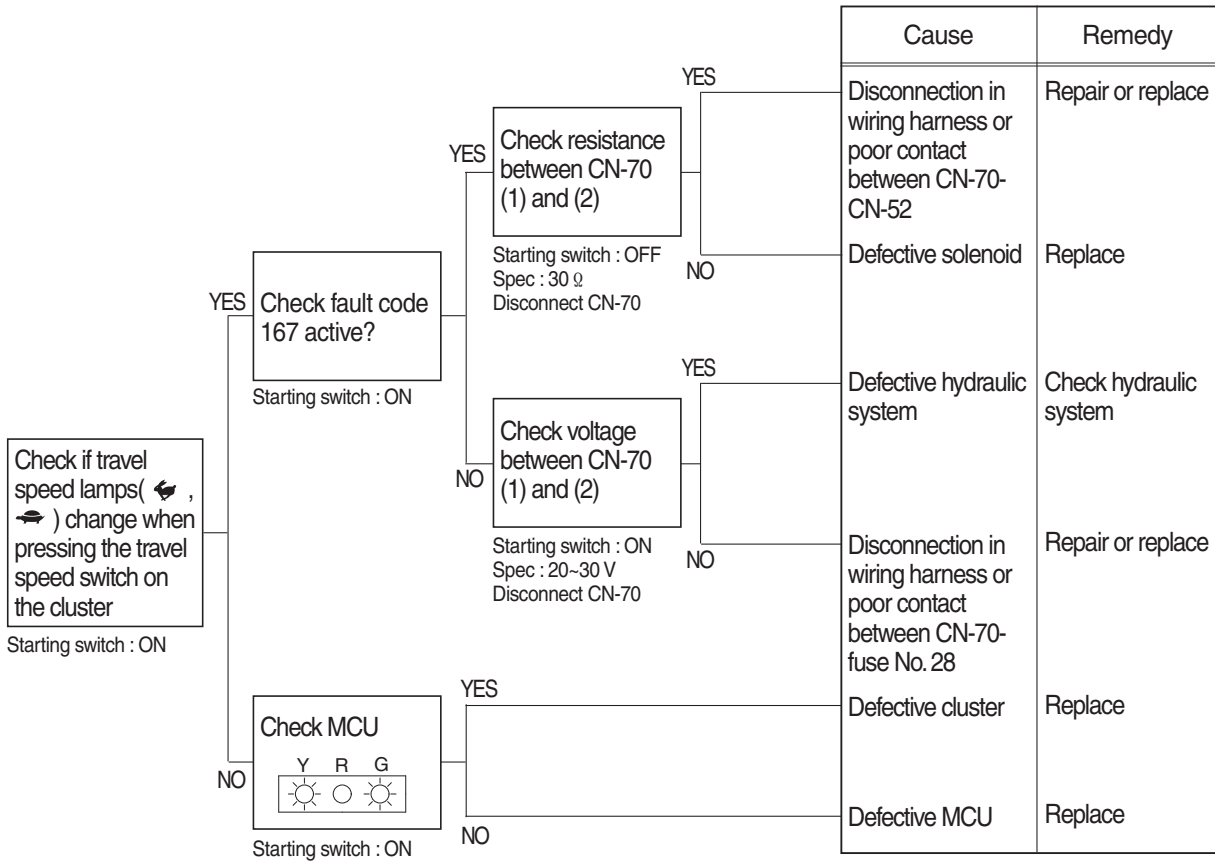 Cause
Remedy
YES
Disconnection in
wiring harness or
poor contact
between CN-70-
CN-52
Repair or replace
YES
Check resistance
between CN-70
(1) and (2)
Starting switch : OFF
Spec : 30 Ω
Disconnect CN-70
NO
Defective solenoid
Replace
YES
Check fault code
167 active?
Starting switch : ON
YES
Defective hydraulic
system
Check hydraulic
system
NO
Check voltage
between CN-70
(1) and (2)
Starting switch : ON
Spec : 20~30 V
Disconnect CN-70
NO
Disconnection in
wiring harness or
poor contact
between CN-70-
fuse No. 28
Repair or replace
Check if travel
speed lamps( ,
) change when
pressing the travel
speed switch on
the cluster
Starting switch : ON
NO
Check MCU
Y R G
Starting switch : ON
YES
Defective cluster
Replace
NO
Defective MCU
Replace